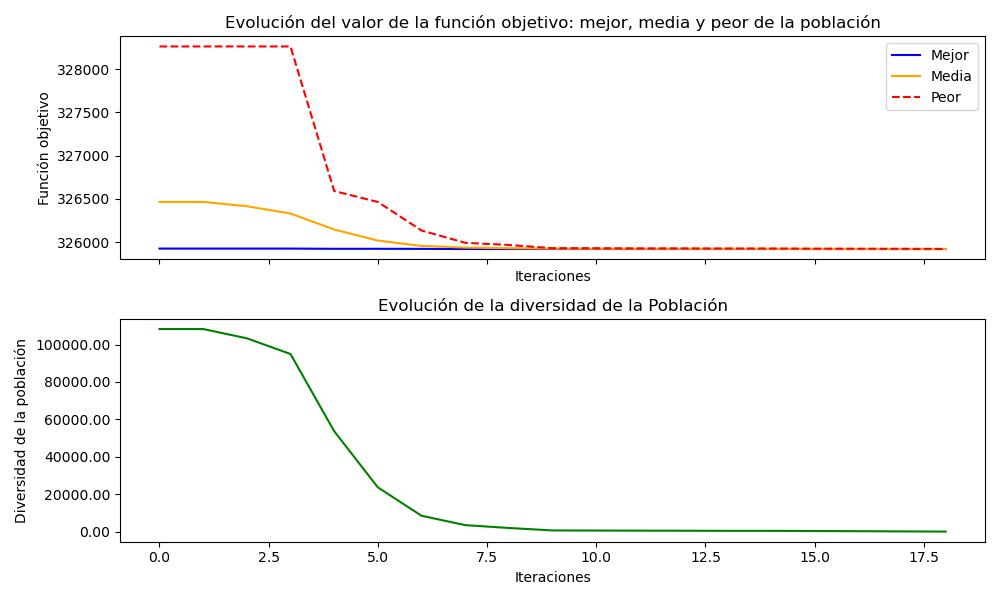 Evolución del valor de la función objetivo: mejor, media y peor de la población
Función objetivo
328000
327500
327000
326500
326000
Mejor
Media
Peor
Iteraciones
Evolución de la diversidad de la Población
Diversidad de la población
100000.00
80000.00
60000.00
40000.00
20000.00
0.00
0.0 2.5 5.0 7.5 10.0 12.5 15.0 17.5
Iteraciones